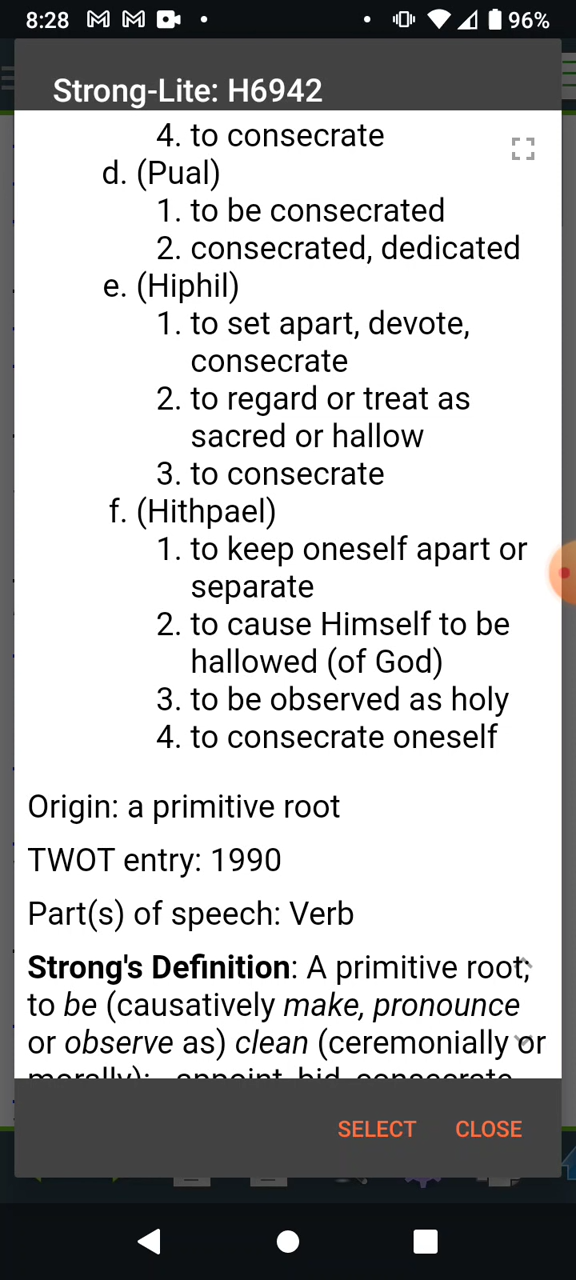 8:28
96%
Strong-Lite: H6942
4. to consecrate
d. (Pual)
1. to be consecrated
2. consecrated, dedicated
e. (Hiphil)
1. to set apart, devote,
consecrate
2. to regard or treat as
sacred or hallow
3. to consecrate
f. (Hithpael)
1. to keep oneself apart or
separate
2. to cause Himself to be
hallowed (of God)
3. to be observed as holy
4. to consecrate oneself
Origin: a primitive root
TWOT entry: 1990
Part(s) of speech: Verb
Strong's Definition: A primitive root;
to be (causatively make, pronounce
or observe as) clean (ceremonially or
morally):- appoint, bid, consecrate,
SELECT CLOSE